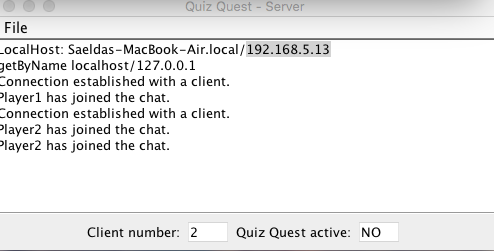 Quiz Quest - Server
File
LocalHost: Saeldas-MacBook-Air.local/192.168.5.13
getByName localhost/127.0.0.1
Connection established with a client.
Player1 has joined the chat.
Connection established with a client.
Player2 has joined the chat.
Player2 has joined the chat.
Client number: 2 Quiz Quest active: NO